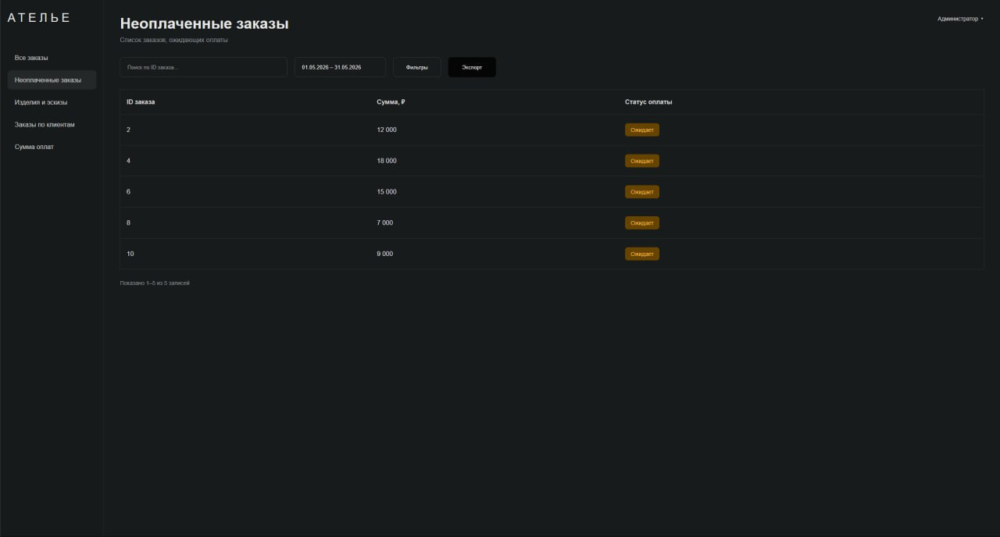 АТЕЛЬЕ
Администратор
Все заказы
Неоплаченные заказы
Изделия и эскизы
Заказы по клиентам
Сумма оплат
Неоплаченные заказы
Список заказов, ожидающих оплаты
Поиск по ID заказа... 01.05.2026 – 31.05.2026 Фильтры Экспорт
ID заказа Сумма, ₽ Статус оплаты
2 12 000 Ожидает
4 18 000 Ожидает
6 15 000 Ожидает
8 7 000 Ожидает
10 9 000 Ожидает
Показано 1–5 из 5 записей